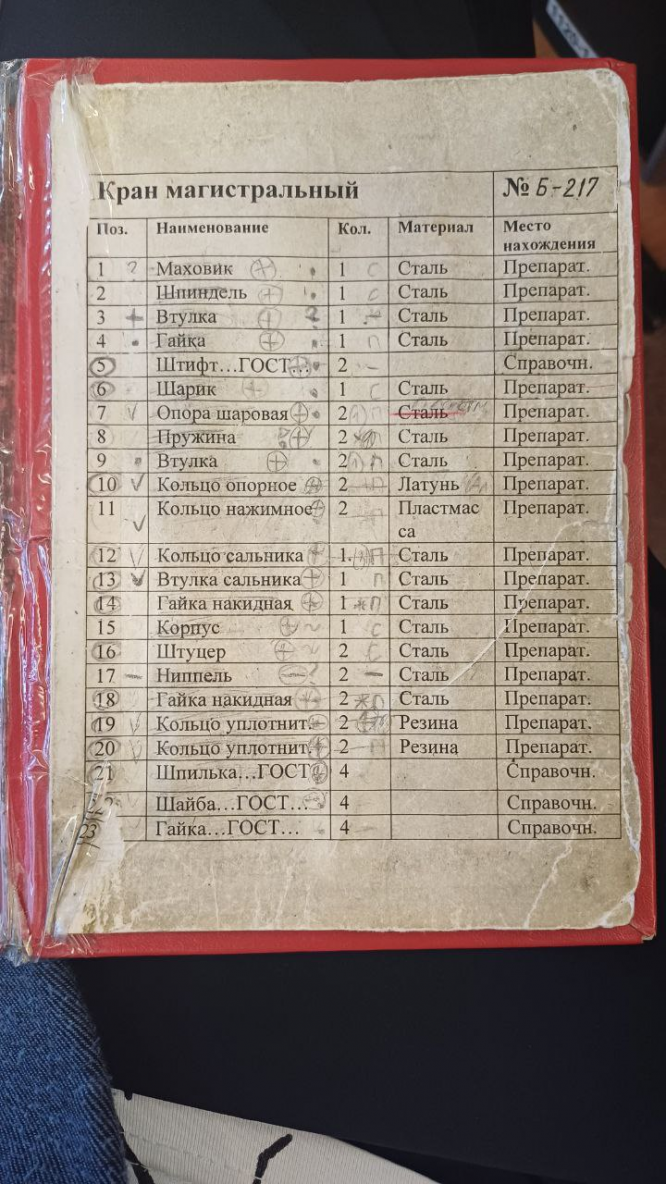 Кран магистральный № Б-217
Поз. Наименование Кол. Материал Место
нахождения
1 ? Маховик 1 С Сталь Препарат.
2 Шпиндель 1 С Сталь Препарат.
3 Втулка ? 1 Сталь Препарат.
4 Гайка 1 П Сталь Препарат.
5 Штифт…ГОСТ… 2 – Справочн.
6 Шарик 1 С Сталь Препарат.
7 Опора шаровая 2 П Сталь Препарат.
8 Пружина 2 Сталь Препарат.
9 Втулка 2 П Сталь Препарат.
10 Кольцо опорное 2 Латунь Препарат.
11 Кольцо нажимное 2 Пластмас Препарат.
са
12 Кольцо сальника 1 П Сталь Препарат.
13 Втулка сальника 1 П Сталь Препарат.
14 Гайка накидная 1 П Сталь Препарат.
15 Корпус 1 С Сталь Препарат.
16 Штуцер 2 С Сталь Препарат.
17 – Ниппель ? 2 – Сталь Препарат.
18 Гайка накидная 2 П Сталь Препарат.
19 Кольцо уплотнит. 2 Резина Препарат.
20 Кольцо уплотнит. 2 П Резина Препарат.
21 Шпилька…ГОСТ 4 Справочн.
Шайба…ГОСТ… 4 Справочн.
23 Гайка…ГОСТ… 4 Справочн.